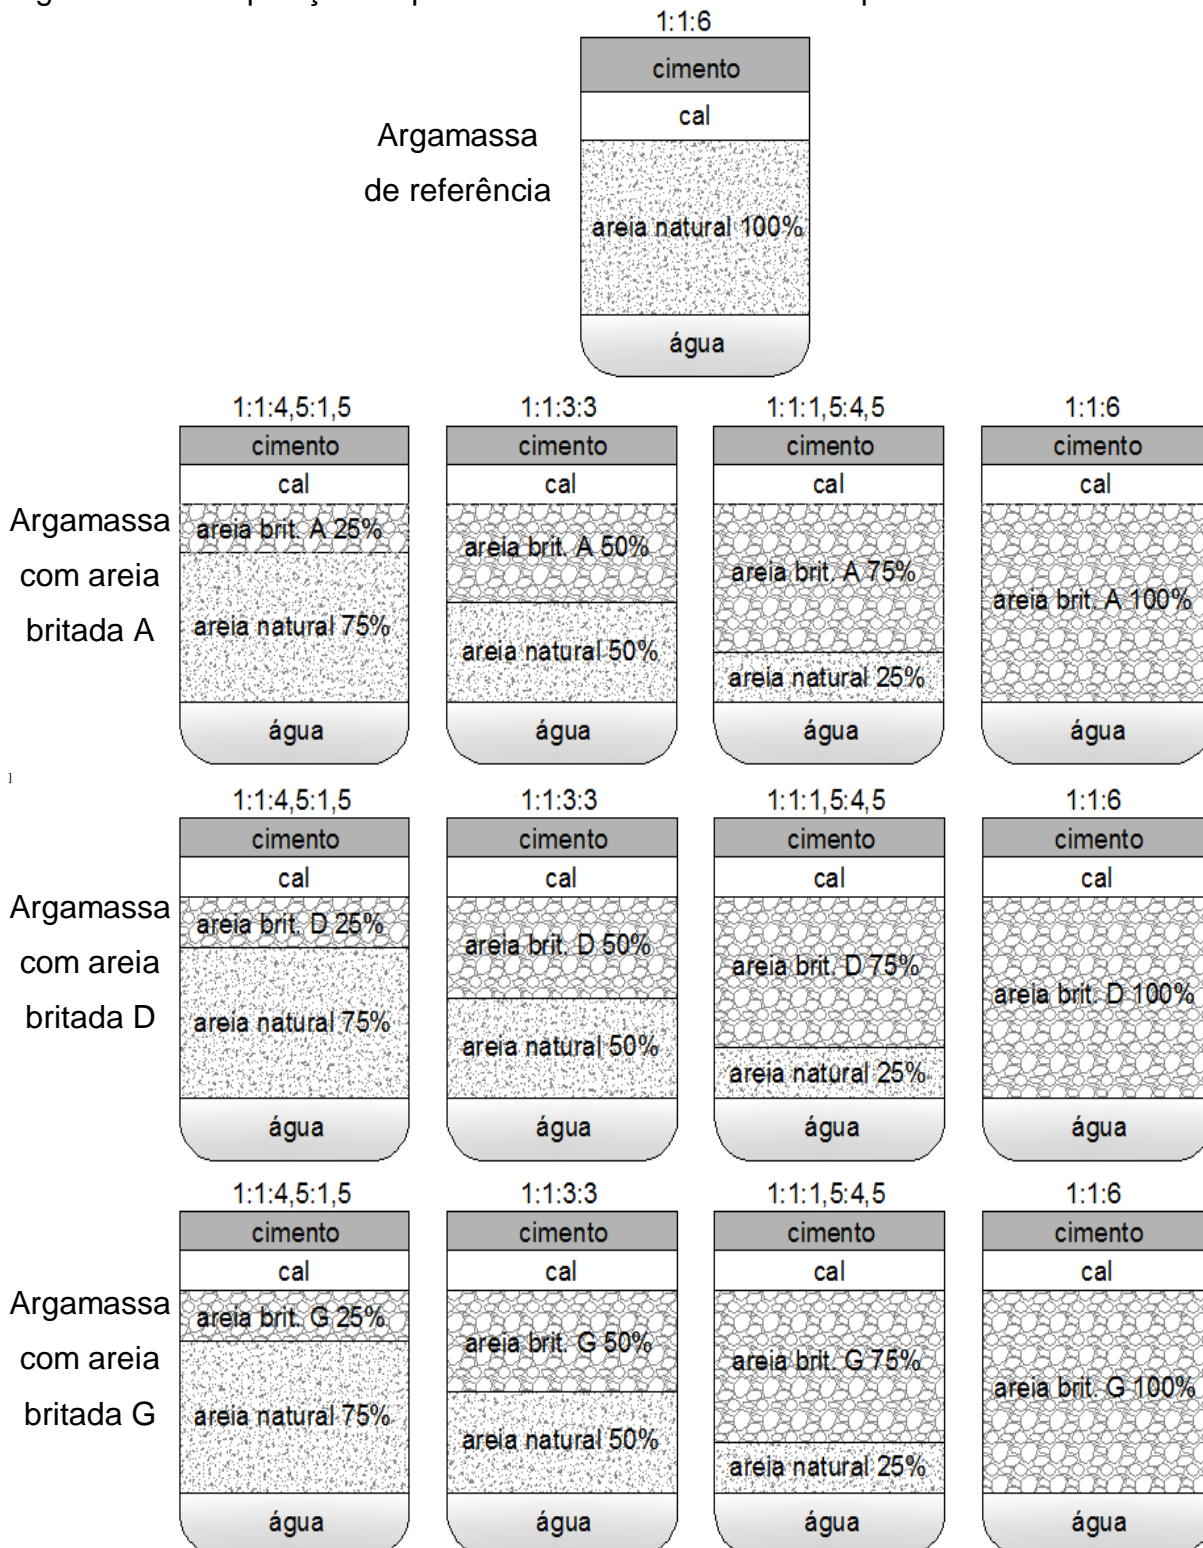 1:1:6
cimento
cal
Argamassa
de referência
areia natural 100%
água
1:1:4,5:1,5 1:1:3:3 1:1:1,5:4,5 1:1:6
cimento cimento cimento cimento
cal cal cal cal
Argamassa
com areia
britada A
areia brit. A 25% areia brit. A 50% areia brit. A 75% areia brit. A 100%
areia natural 75% areia natural 50% areia natural 25%
água água água água
]
1:1:4,5:1,5 1:1:3:3 1:1:1,5:4,5 1:1:6
cimento cimento cimento cimento
cal cal cal cal
Argamassa
com areia
britada D
areia brit. D 25% areia brit. D 50% areia brit. D 75% areia brit. D 100%
areia natural 75% areia natural 50% areia natural 25%
água água água água
1:1:4,5:1,5 1:1:3:3 1:1:1,5:4,5 1:1:6
cimento cimento cimento cimento
cal cal cal cal
Argamassa
com areia
britada G
areia brit. G 25% areia brit. G 50% areia brit. G 75% areia brit. G 100%
areia natural 75% areia natural 50% areia natural 25%
água água água água